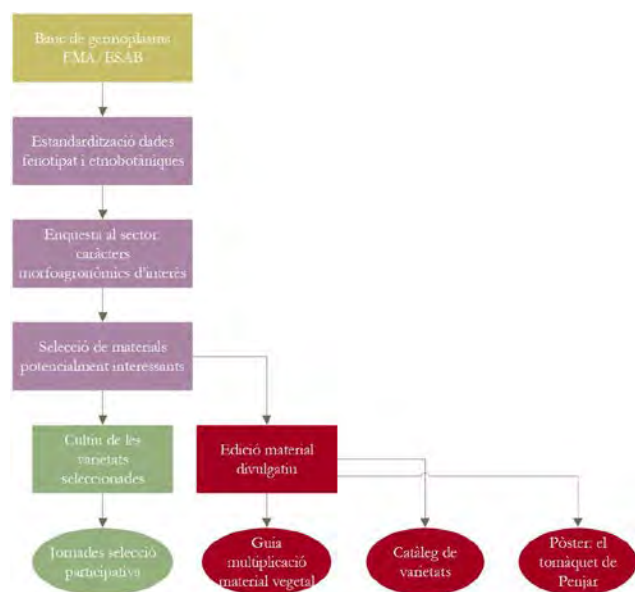 Banc de germoplasma
FMA/ESAB
Estandardització dades
fenotipat i etnobotàniques
Enquesta al sector:
caràcters
morfoagronòmics d'interès
Selecció de materials
potencialment interessants
Cultiu de les
varietats
seleccionades
Edició material
divulgatiu
Jornades selecció
participativa
Guia
multiplicació
material vegetal
Catàleg de
varietats
Pòster: el
tomàquet de
Penjar